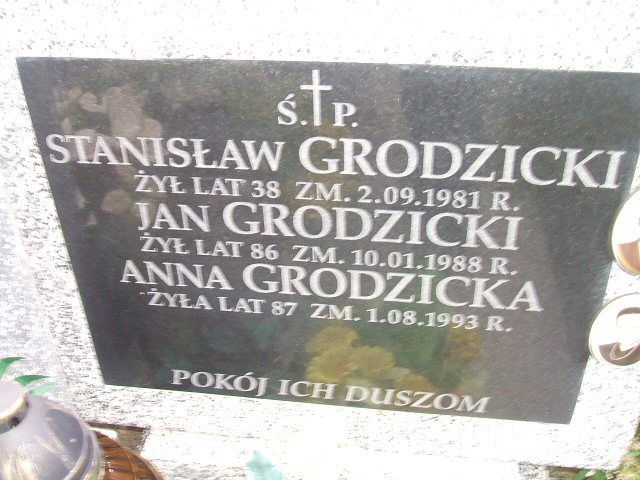 Ś. P.
STANISŁAW GRODZICKI
ŻYŁ LAT 38 ZM. 2.09.1981 R.
JAN GRODZICKI
ŻYŁ LAT 86 ZM. 10.01.1988 R.
ANNA GRODZICKA
ŻYŁA LAT 87 ZM. 1.08.1993 R.
POKÓJ ICH DUSZOM